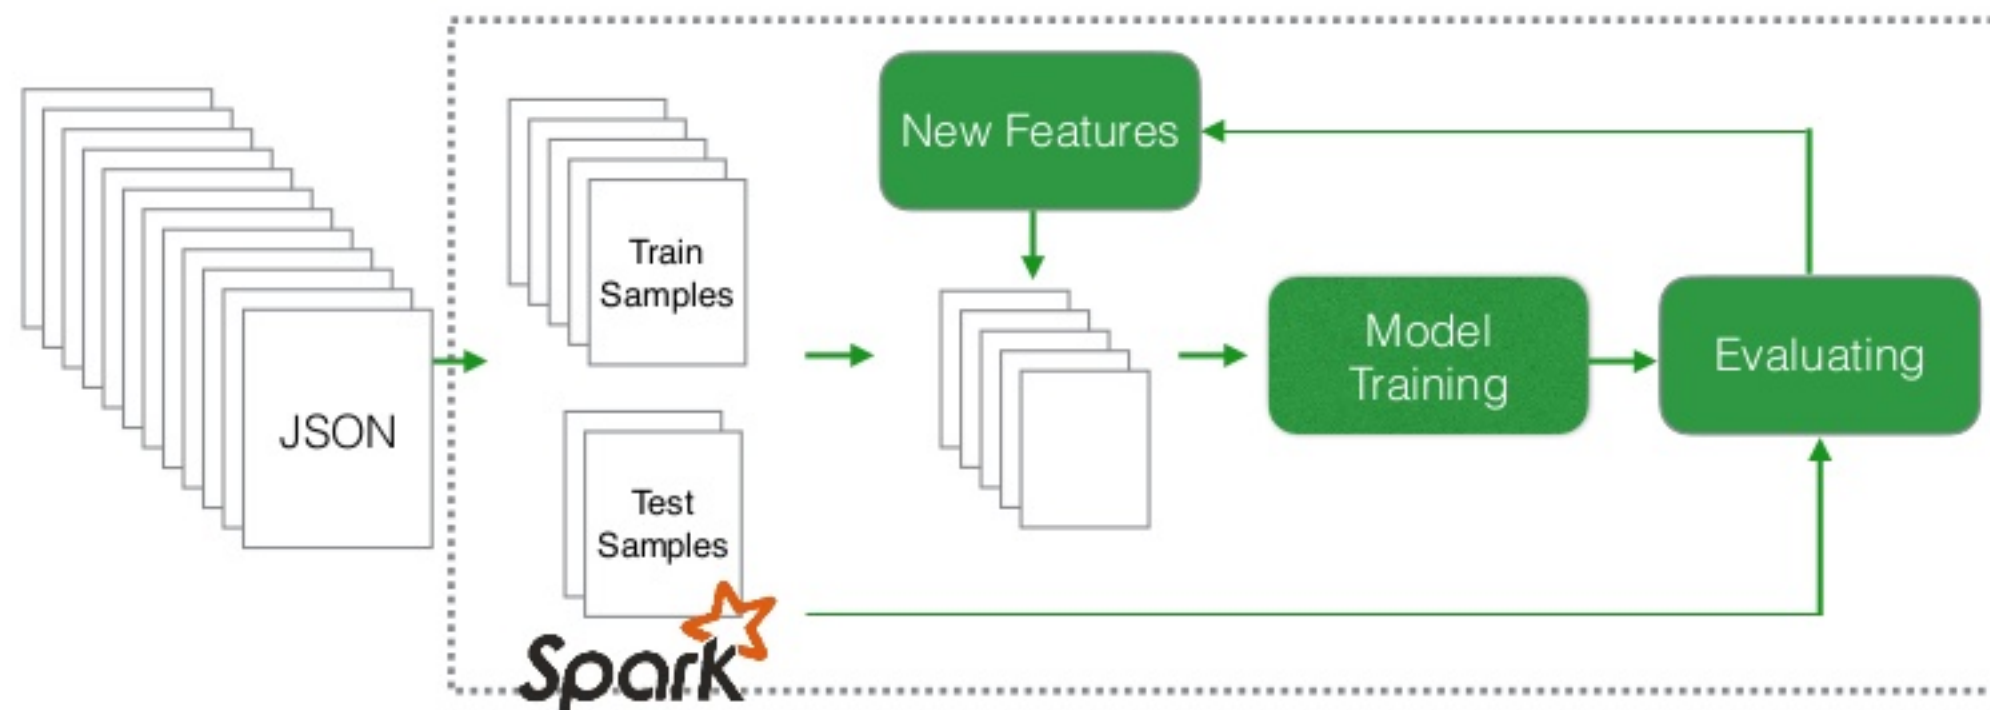 JSON
Train
Samples
Test
Samples
Spark
New Features
Model
Training
Evaluating